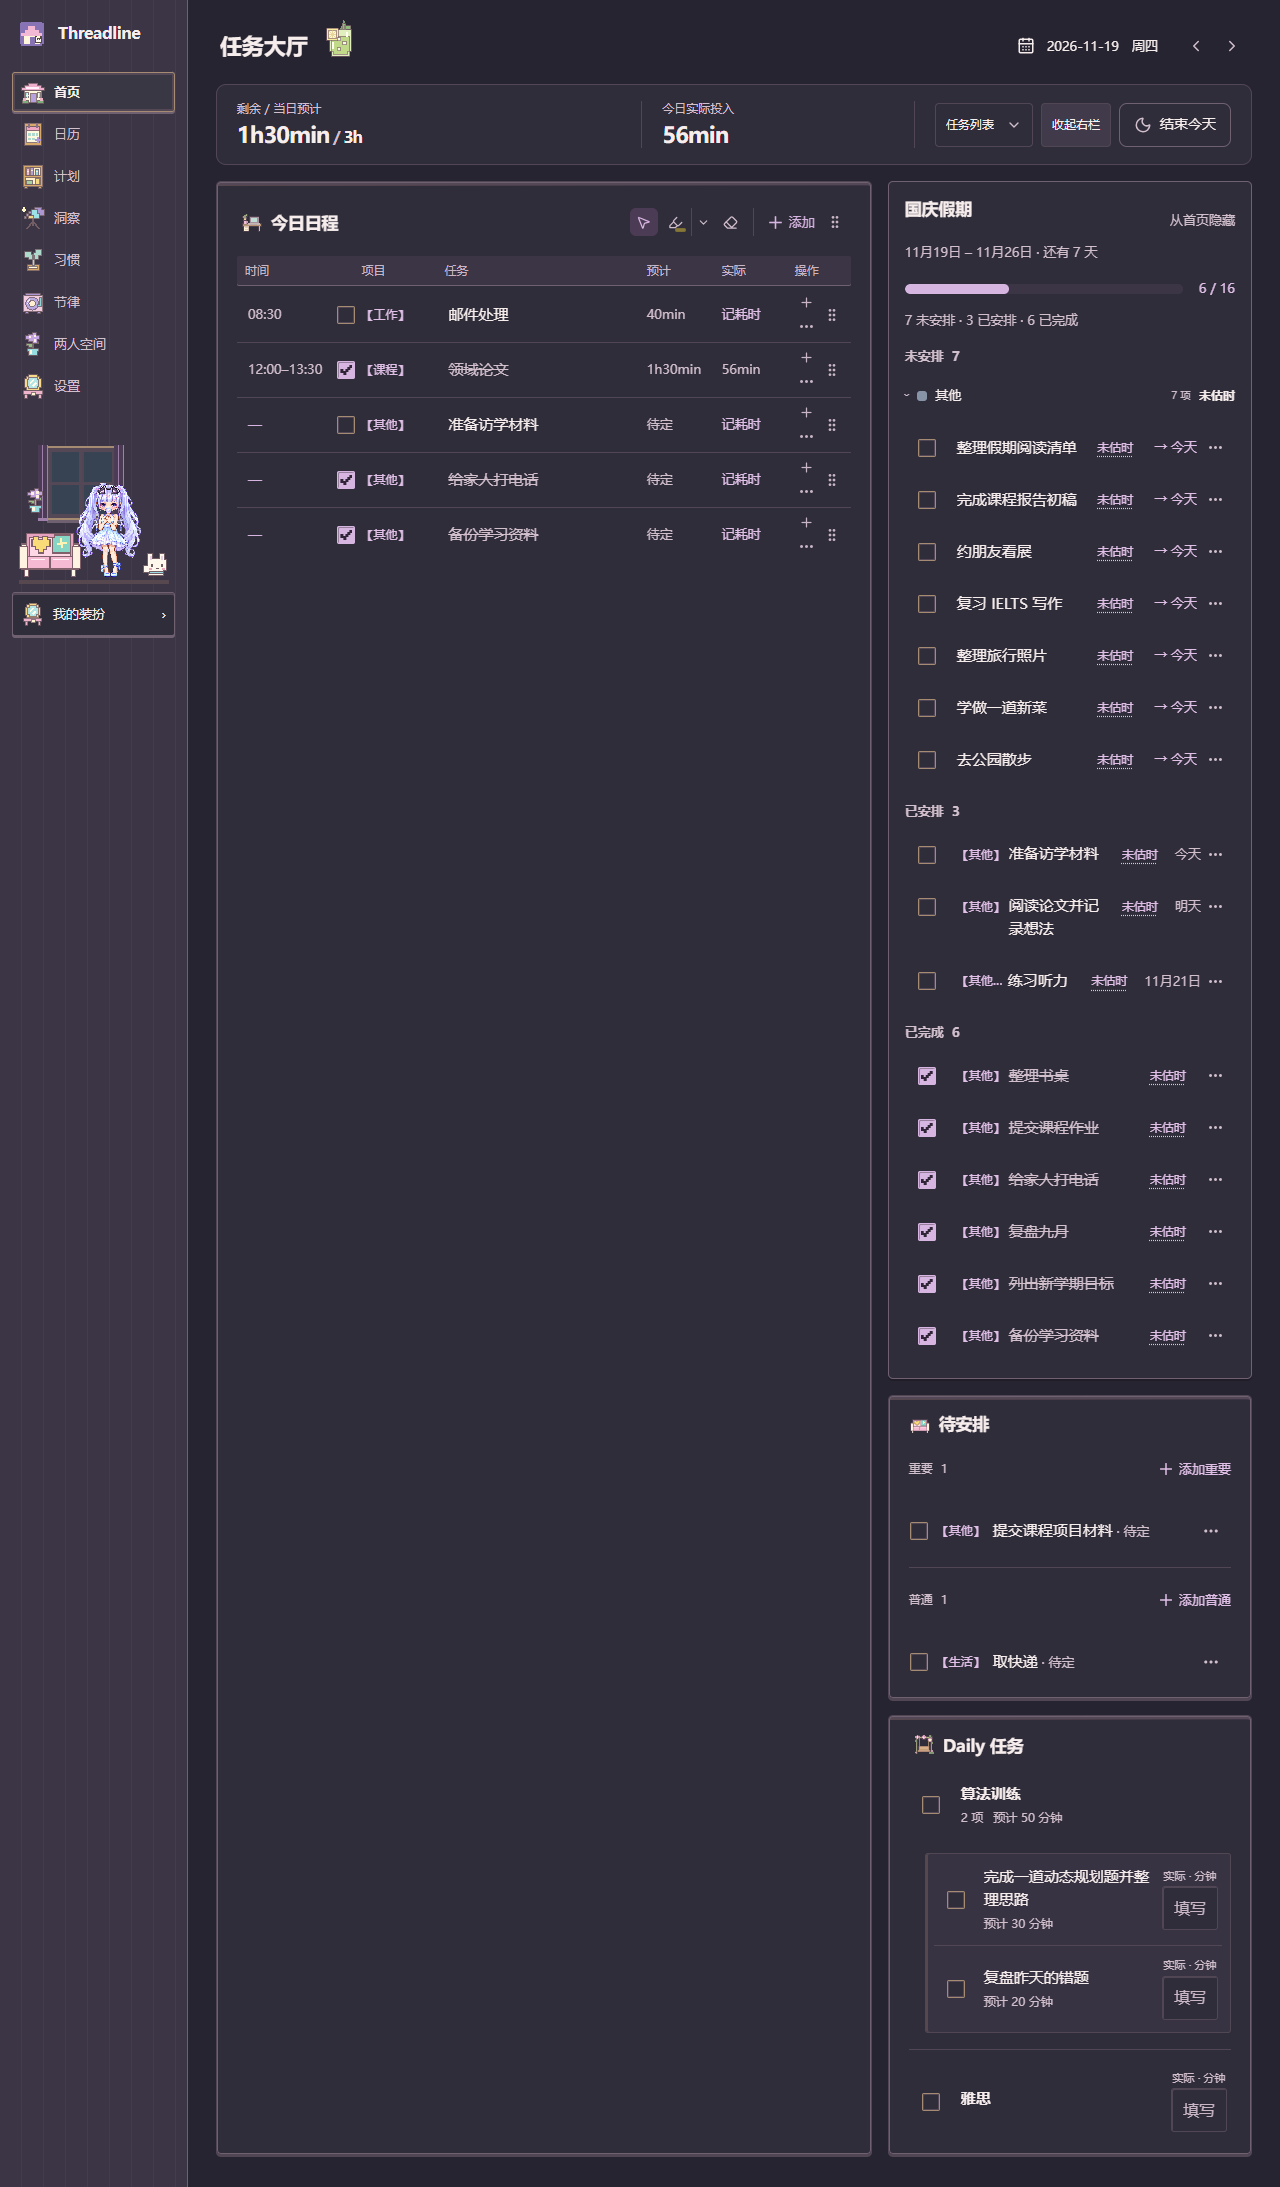 Threadline
首页
日历
计划
洞察
习惯
节律
两人空间
设置
我的装扮 ›
任务大厅
2026-11-19 周四
剩余 / 当日预计
1h30min / 3h
今日实际投入
56min
任务列表
收起右栏
结束今天
今日日程
+ 添加
时间 项目 任务 预计 实际 操作
08:30 【工作】 邮件处理 40min 记耗时
12:00–13:30 【课程】 领域论文 1h30min 56min
— 【其他】 准备访学材料 待定 记耗时
— 【其他】 给家人打电话 待定 记耗时
— 【其他】 备份学习资料 待定 记耗时
国庆假期
从首页隐藏
11月19日 – 11月26日 · 还有 7 天
6 / 16
7 未安排 · 3 已安排 · 6 已完成
未安排 7
其他 7 项 未估时
整理假期阅读清单 未估时 → 今天
完成课程报告初稿 未估时 → 今天
约朋友看展 未估时 → 今天
复习 IELTS 写作 未估时 → 今天
整理旅行照片 未估时 → 今天
学做一道新菜 未估时 → 今天
去公园散步 未估时 → 今天
已安排 3
【其他】 准备访学材料 未估时 今天
【其他】 阅读论文并记 未估时 明天
录想法
【其他... 练习听力 未估时 11月21日
已完成 6
【其他】 整理书桌 未估时
【其他】 提交课程作业 未估时
【其他】 给家人打电话 未估时
【其他】 复盘九月 未估时
【其他】 列出新学期目标 未估时
【其他】 备份学习资料 未估时
待安排
重要 1 + 添加重要
【其他】 提交课程项目材料 · 待定
普通 1 + 添加普通
【生活】 取快递 · 待定
Daily 任务
算法训练
2 项 预计 50 分钟
完成一道动态规划题并整
理思路
预计 30 分钟
实际 · 分钟
填写
复盘昨天的错题
预计 20 分钟
实际 · 分钟
填写
雅思
实际 · 分钟
填写